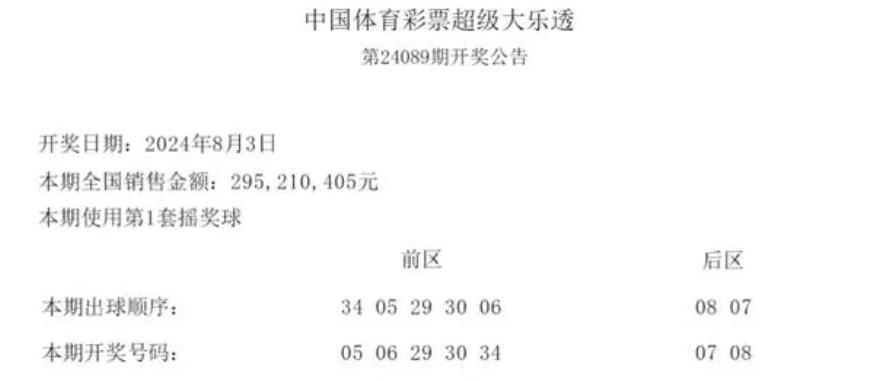 中国体育彩票超级大乐透
第24089期开奖公告
开奖日期：2024年8月3日
本期全国销售金额：295,210,405元
本期使用第1套摇奖球
前区 后区
本期出球顺序： 34 05 29 30 06 08 07
本期开奖号码： 05 06 29 30 34 07 08